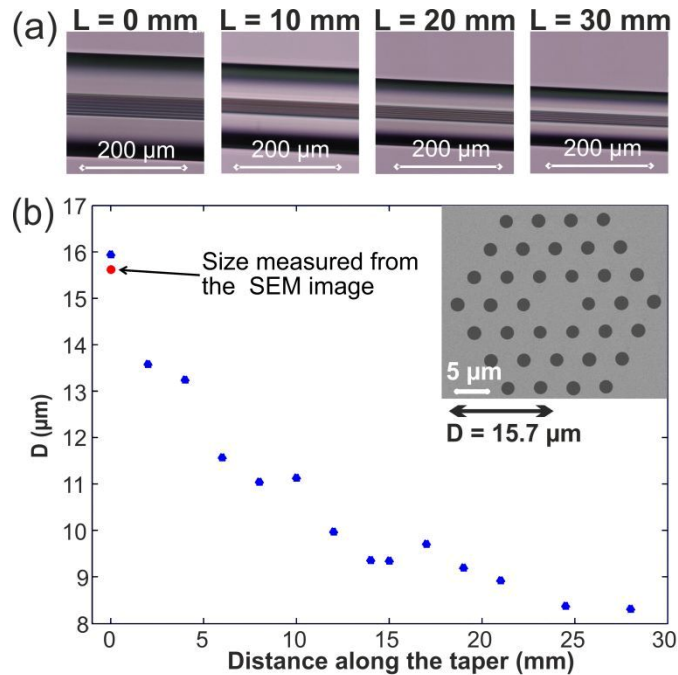 (a) L = 0 mm L = 10 mm L = 20 mm L = 30 mm
200 µm 200 µm 200 µm 200 µm
(b)
17
16
15
14
13
12
11
10
9
8
D (µm)
Size measured from
the SEM image
5 µm
D = 15.7 µm
0 5 10 15 20 25 30
Distance along the taper (mm)